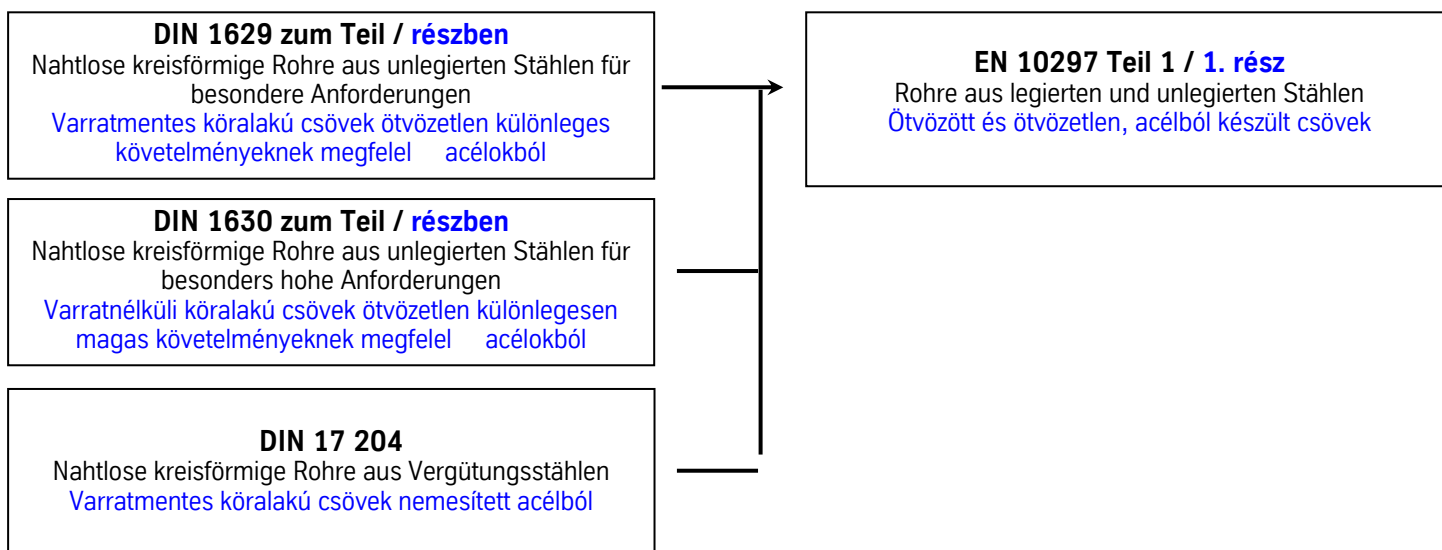 DIN 1629 zum Teil / részben
Nahtlose kreisförmige Rohre aus unlegierten Stählen für
besondere Anforderungen
Varratmentes köralakú csövek ötvözetlen különleges
követelményeknek megfelel acélokból
DIN 1630 zum Teil / részben
Nahtlose kreisförmige Rohre aus unlegierten Stählen für
besonders hohe Anforderungen
Varratnélküli köralakú csövek ötvözetlen különlegesen
magas követelményeknek megfelel acélokból
DIN 17 204
Nahtlose kreisförmige Rohre aus Vergütungsstählen
Varratmentes köralakú csövek nemesített acélból
EN 10297 Teil 1 / 1. rész
Rohre aus legierten und unlegierten Stählen
Ötvözött és ötvözetlen, acélból készült csövek